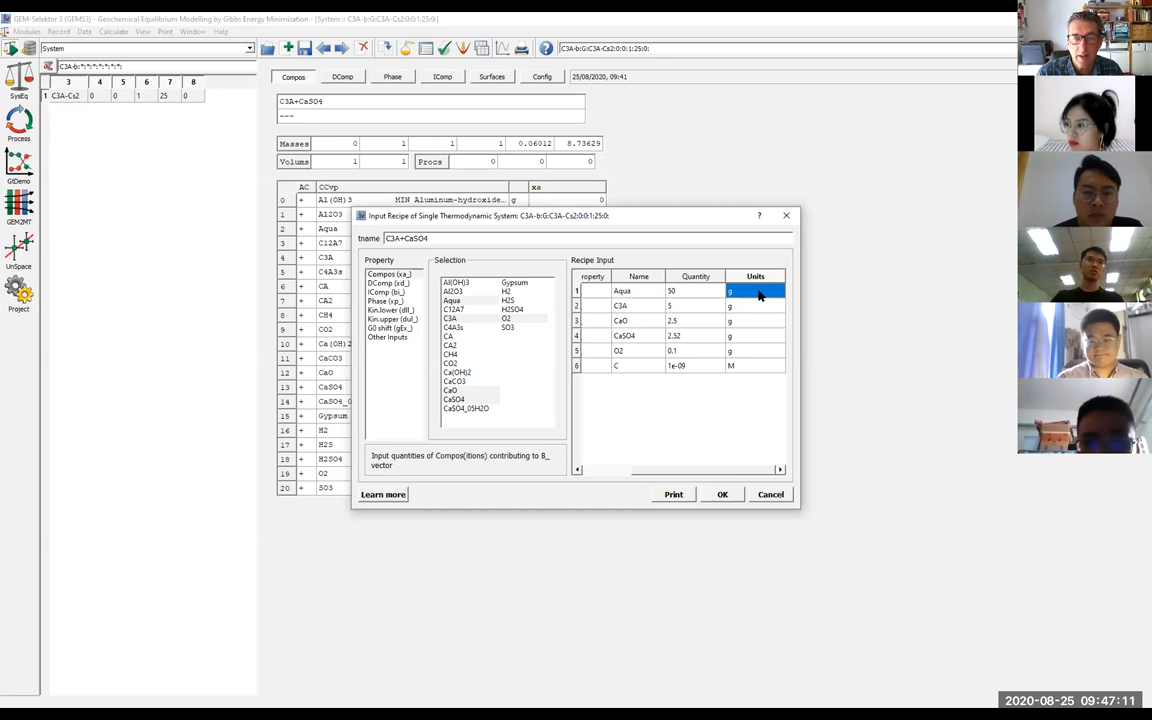 GEM-Selektor 3 (GEMS3) - Geochemical Equilibrium Modelling by Gibbs Energy Minimization - [System :: C3A-b:G:C3A-Cs2:0:0:1:25:0:]
Modules Record Data Calculate View Print Window Help
System
C3A-b:G:C3A-Cs2:0:0:1:25:0:
C3A-b:*:*:*:*:*:*:*:
Compos DComp Phase IComp Surfaces Config 25/08/2020, 09:41
3 4 5 6 7 8
1 C3A-Cs2 0 0 1 25 0
SysEq
Process
GtDemo
GEM2MT
UnSpace
Project
C3A+CaSO4
---
Masses 0 1 1 1 0.06012 8.73629
Volums 1 1 Procs 0 0 0
AC CCvp xa
0 + Al(OH)3 MIN Aluminum-hydroxide... g 0
1 + Al2O3
2 + Aqua
3 + C12A7
4 + C3A
5 + C4A3s
6 + CA
7 + CA2
8 + CH4
9 + CO2
10 + Ca(OH)2
11 + CaCO3
12 + CaO
13 + CaSO4
14 + CaSO4_0
15 + Gypsum
16 + H2
17 + H2S
18 + H2SO4
19 + O2
20 + SO3
Input Recipe of Single Thermodynamic System: C3A-b:G:C3A-Cs2:0:0:1:25:0:
tname C3A+CaSO4
Property
Compos (xa_)
DComp (xd_)
IComp (bi_)
Phase (xp_)
Kin.lower (dll_)
Kin.upper (dul_)
G0 shift (gEx_)
Other Inputs
Selection
Al(OH)3 Gypsum
Al2O3 H2
Aqua H2S
C12A7 H2SO4
C3A O2
C4A3s SO3
CA
CA2
CH4
CO2
Ca(OH)2
CaCO3
CaO
CaSO4
CaSO4_05H2O
Recipe Input
roperty Name Quantity Units
1 Aqua 50 g
2 C3A 5 g
3 CaO 2.5 g
4 CaSO4 2.52 g
5 O2 0.1 g
6 C 1e-09 M
Input quantities of Compos(itions) contributing to B_
vector
Learn more Print OK Cancel
2020-08-25 09:47:11